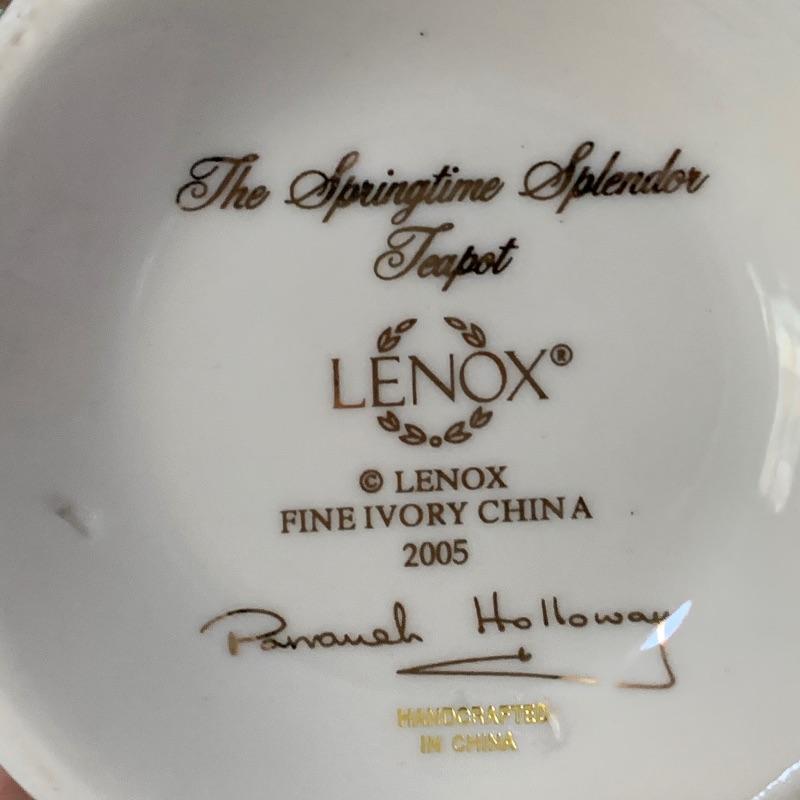 The Springtime Splendor
Teapot
LENOX®
© LENOX
FINE IVORY CHINA
2005
Parvaneh Holloway
HANDCRAFTED
IN CHINA